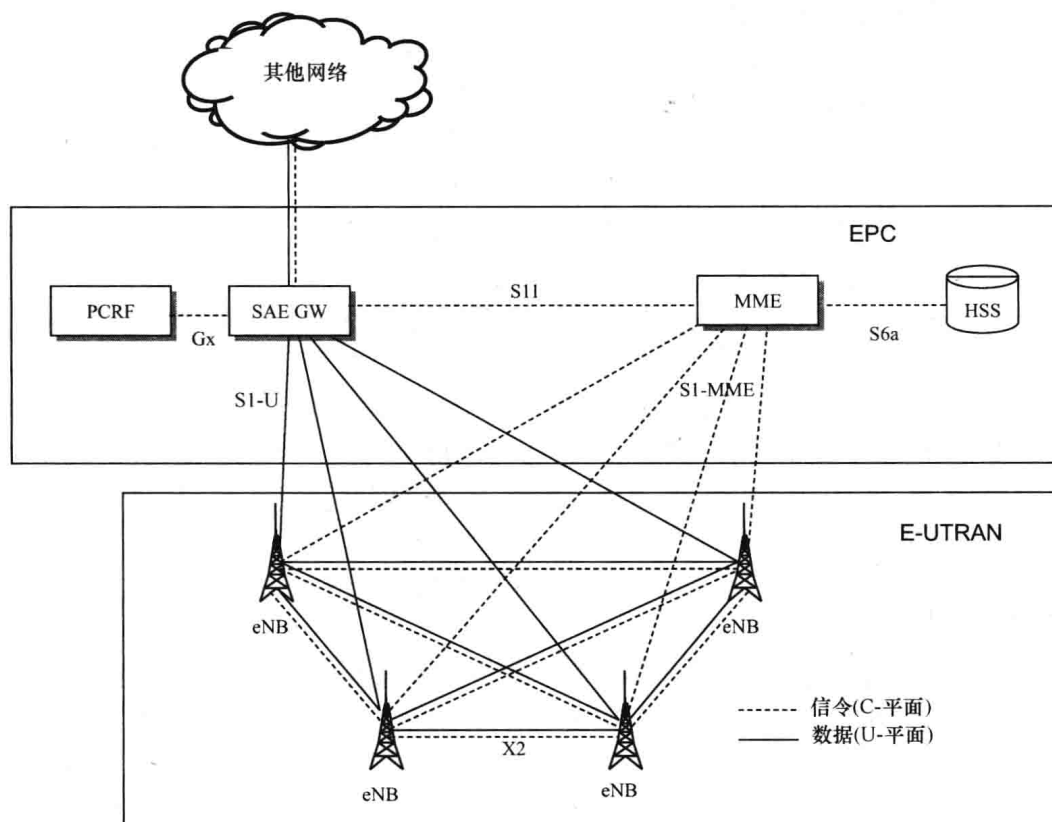 其他网络
EPC
PCRF
SAE GW
S11
MME
HSS
Gx
S6a
S1-U
S1-MME
E-UTRAN
eNB
eNB
信令(C-平面)
数据(U-平面)
X2
eNB
eNB